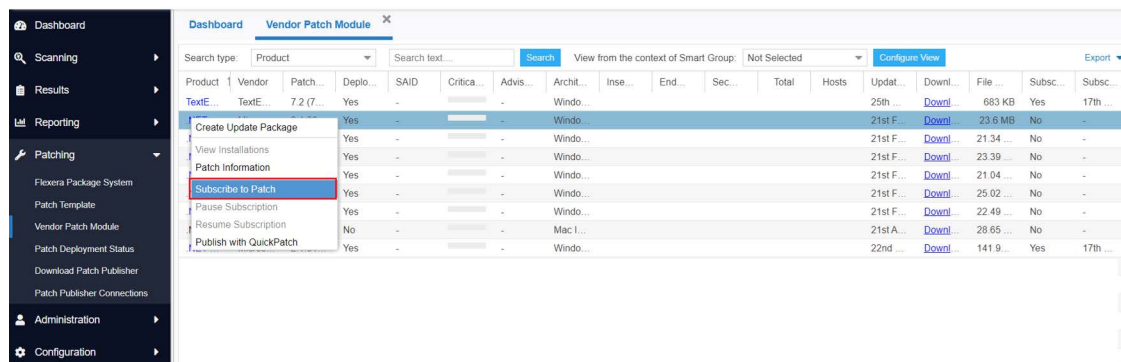 Dashboard
Scanning
Results
Reporting
Patching
Flexera Package System
Patch Template
Vendor Patch Module
Patch Deployment Status
Download Patch Publisher
Patch Publisher Connections
Administration
Configuration
Dashboard Vendor Patch Module
Search type: Product Search text... Search View from the context of Smart Group: Not Selected Configure View Export
Product Vendor Patch... Deplo... SAID Critica... Advis... Archit... Inse... End... Sec... Total Hosts Updat... Downl... File ... Subsc... Subsc...
TextE... TextE... 7.2 (7... Yes - - Windo... 25th ... Downl... 683 KB Yes 17th ...
Yes - - Windo... 21st F... Downl... 23.6 MB No -
Yes - - Windo... 21st F... Downl... 21.34 ... No -
Yes - - Windo... 21st F... Downl... 23.39 ... No -
Yes - - Windo... 21st F... Downl... 21.04 ... No -
Yes - - Windo... 21st F... Downl... 25.02 ... No -
Yes - - Windo... 21st F... Downl... 22.49 ... No -
No - - Mac I... 21st A... Downl... 28.65 ... No -
Yes - - Windo... 22nd ... Downl... 141.9... Yes 17th ...
Create Update Package
View Installations
Patch Information
Subscribe to Patch
Pause Subscription
Resume Subscription
Publish with QuickPatch